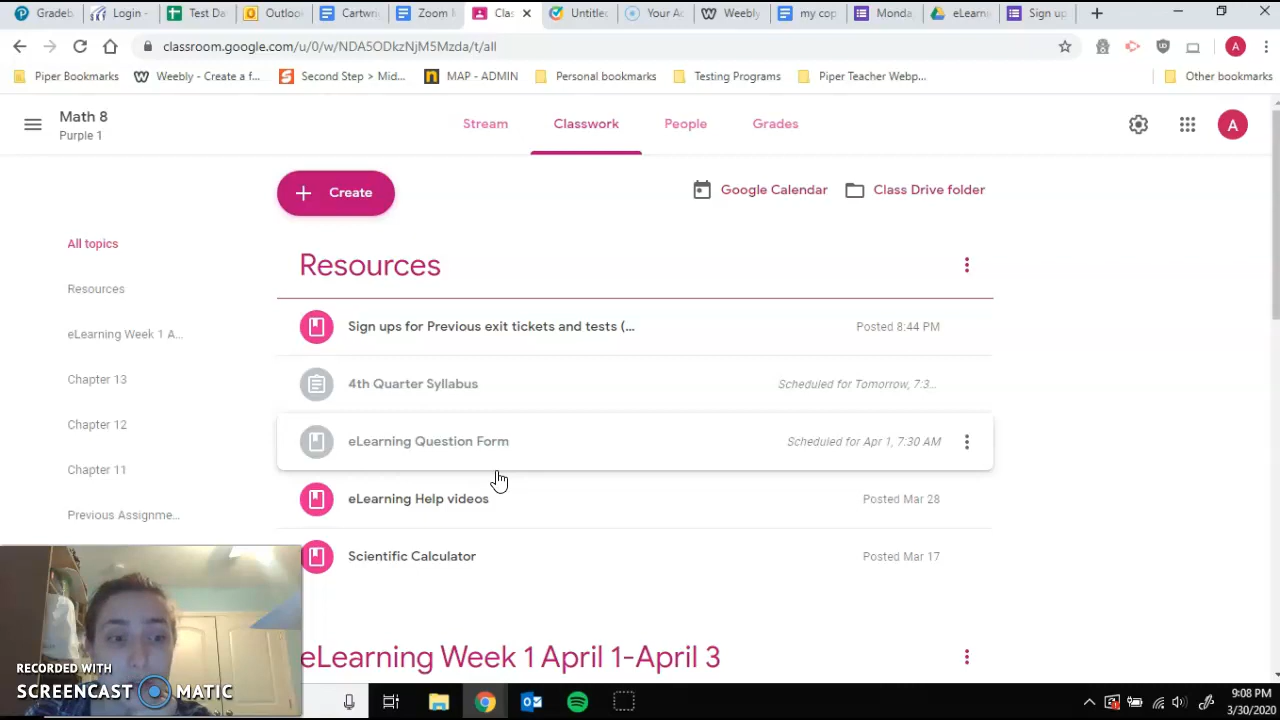 Gradeb
Login -
Test Da
Outlool
Cartwr
Zoom I
Clas
Untitle
Your Ac
Weebly
my cop
Monda
eLearn
Sign up
classroom.google.com/u/0/w/NDA5ODkzNjM5Mzda/t/all
A
Piper Bookmarks
Weebly - Create a f...
Second Step > Mid...
MAP - ADMIN
Personal bookmarks
Testing Programs
Piper Teacher Webp...
Other bookmarks
Math 8
Purple 1
Stream
Classwork
People
Grades
A
+ Create
Google Calendar
Class Drive folder
All topics
Resources
eLearning Week 1 A...
Chapter 13
Chapter 12
Chapter 11
Previous Assignme...
Resources
Sign ups for Previous exit tickets and tests (...
Posted 8:44 PM
4th Quarter Syllabus
Scheduled for Tomorrow, 7:3...
eLearning Question Form
Scheduled for Apr 1, 7:30 AM
eLearning Help videos
Posted Mar 28
Scientific Calculator
Posted Mar 17
eLearning Week 1 April 1-April 3
RECORDED WITH
SCREENCAST MATIC
9:08 PM
3/30/2020